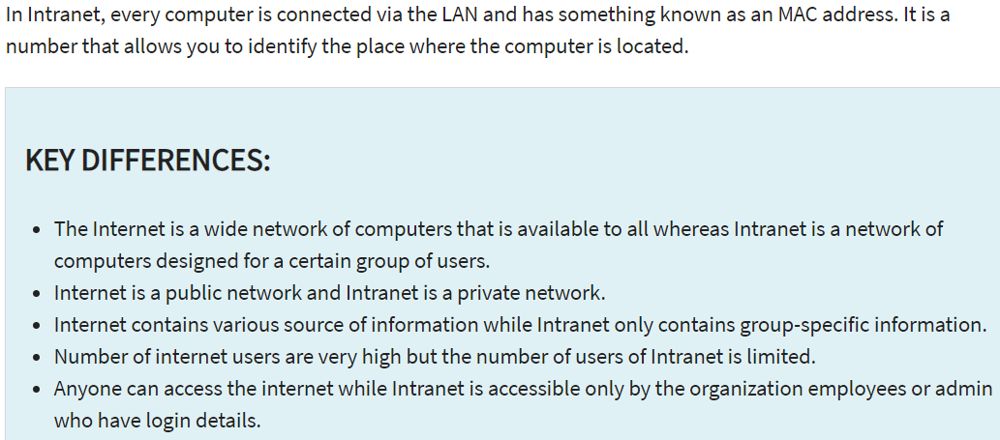 In Intranet, every computer is connected via the LAN and has something known as an MAC address. It is a
number that allows you to identify the place where the computer is located.
KEY DIFFERENCES:
• The Internet is a wide network of computers that is available to all whereas Intranet is a network of
computers designed for a certain group of users.
• Internet is a public network and Intranet is a private network.
• Internet contains various source of information while Intranet only contains group-specific information.
• Number of internet users are very high but the number of users of Intranet is limited.
• Anyone can access the internet while Intranet is accessible only by the organization employees or admin
who have login details.